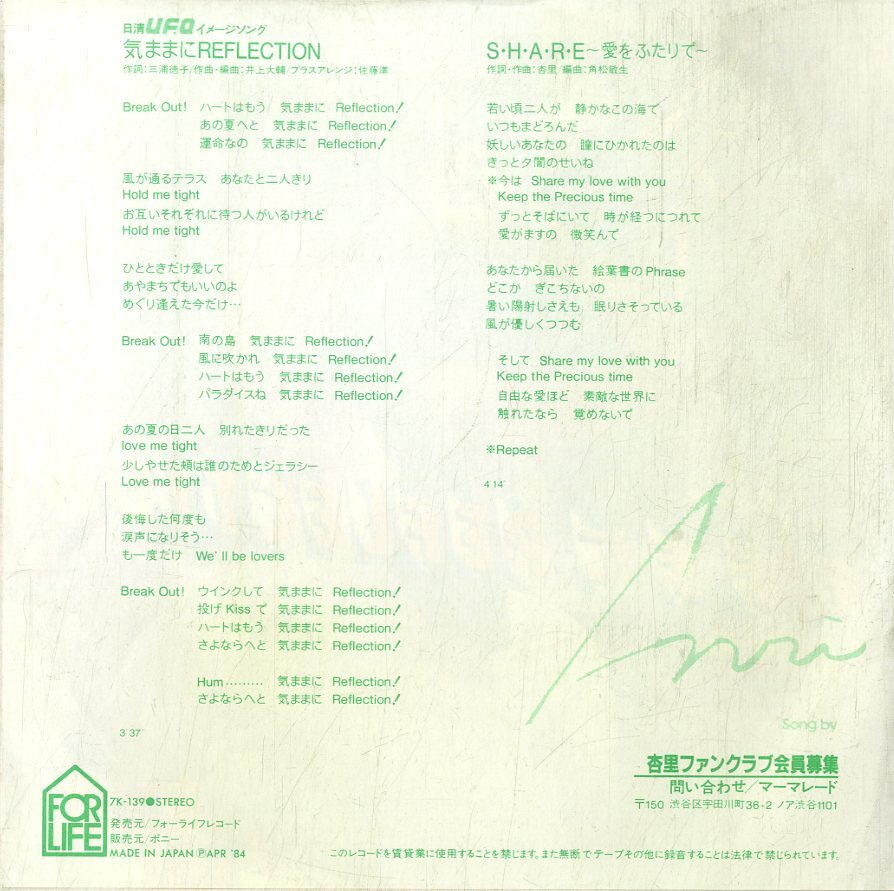 日清UFOイメージソング
気ままにREFLECTION
作詞：三浦徳子/作曲・編曲：井上大輔/ブラスアレンジ：佐藤準
Break Out! ハートはもう 気ままに Reflection!
あの夏へと 気ままに Reflection!
運命なの 気ままに Reflection!
風が通るテラス あなたと二人きり
Hold me tight
お互いそれぞれに待つ人がいるけれど
Hold me tight
ひとときだけ愛して
あやまちでもいいのよ
めぐり逢えた今だけ…
Break Out! 南の島 気ままに Reflection!
風に吹かれ 気ままに Reflection!
ハートはもう 気ままに Reflection!
パラダイスね 気ままに Reflection!
あの夏の日二人 別れたきりだった
love me tight
少しやせた頬は誰のためとジェラシー
Love me tight
後悔した何度も
涙声になりそう…
も一度だけ We'll be lovers
Break Out! ウインクして 気ままに Reflection!
投げKissで 気ままに Reflection!
ハートはもう 気ままに Reflection!
さよならへと 気ままに Reflection!
Hum……… 気ままに Reflection!
さよならへと 気ままに Reflection!
3'37"
S・H・A・R・E〜愛をふたりで〜
作詞・作曲：杏里/編曲：角松敏生
若い頃二人が 静かなこの海で
いつもまどろんだ
妖しいあなたの 瞳にひかれたのは
きっと夕闇のせいね
※今は Share my love with you
Keep the Precious time
ずっとそばにいて 時が経つにつれて
愛がますの 微笑んで
あなたから届いた 絵葉書のPhrase
どこか ぎこちないの
暑い陽射しさえも 眠りさそっている
風が優しくつつむ
そして Share my love with you
Keep the Precious time
自由な愛ほど 素敵な世界に
触れたなら 覚めないで
※Repeat
4'14"
Anri
Song by
杏里ファンクラブ会員募集
問い合わせ/マーマレード
〒150 渋谷区宇田川町36-2 ノア渋谷1101
FOR LIFE
7K-139●STEREO
発売元/フォーライフレコード
販売元/ポニー
MADE IN JAPAN ⓅAPR '84
このレコードを賃貸業に使用することを禁じます。また無断でテープその他に録音することは法律で禁じられています。